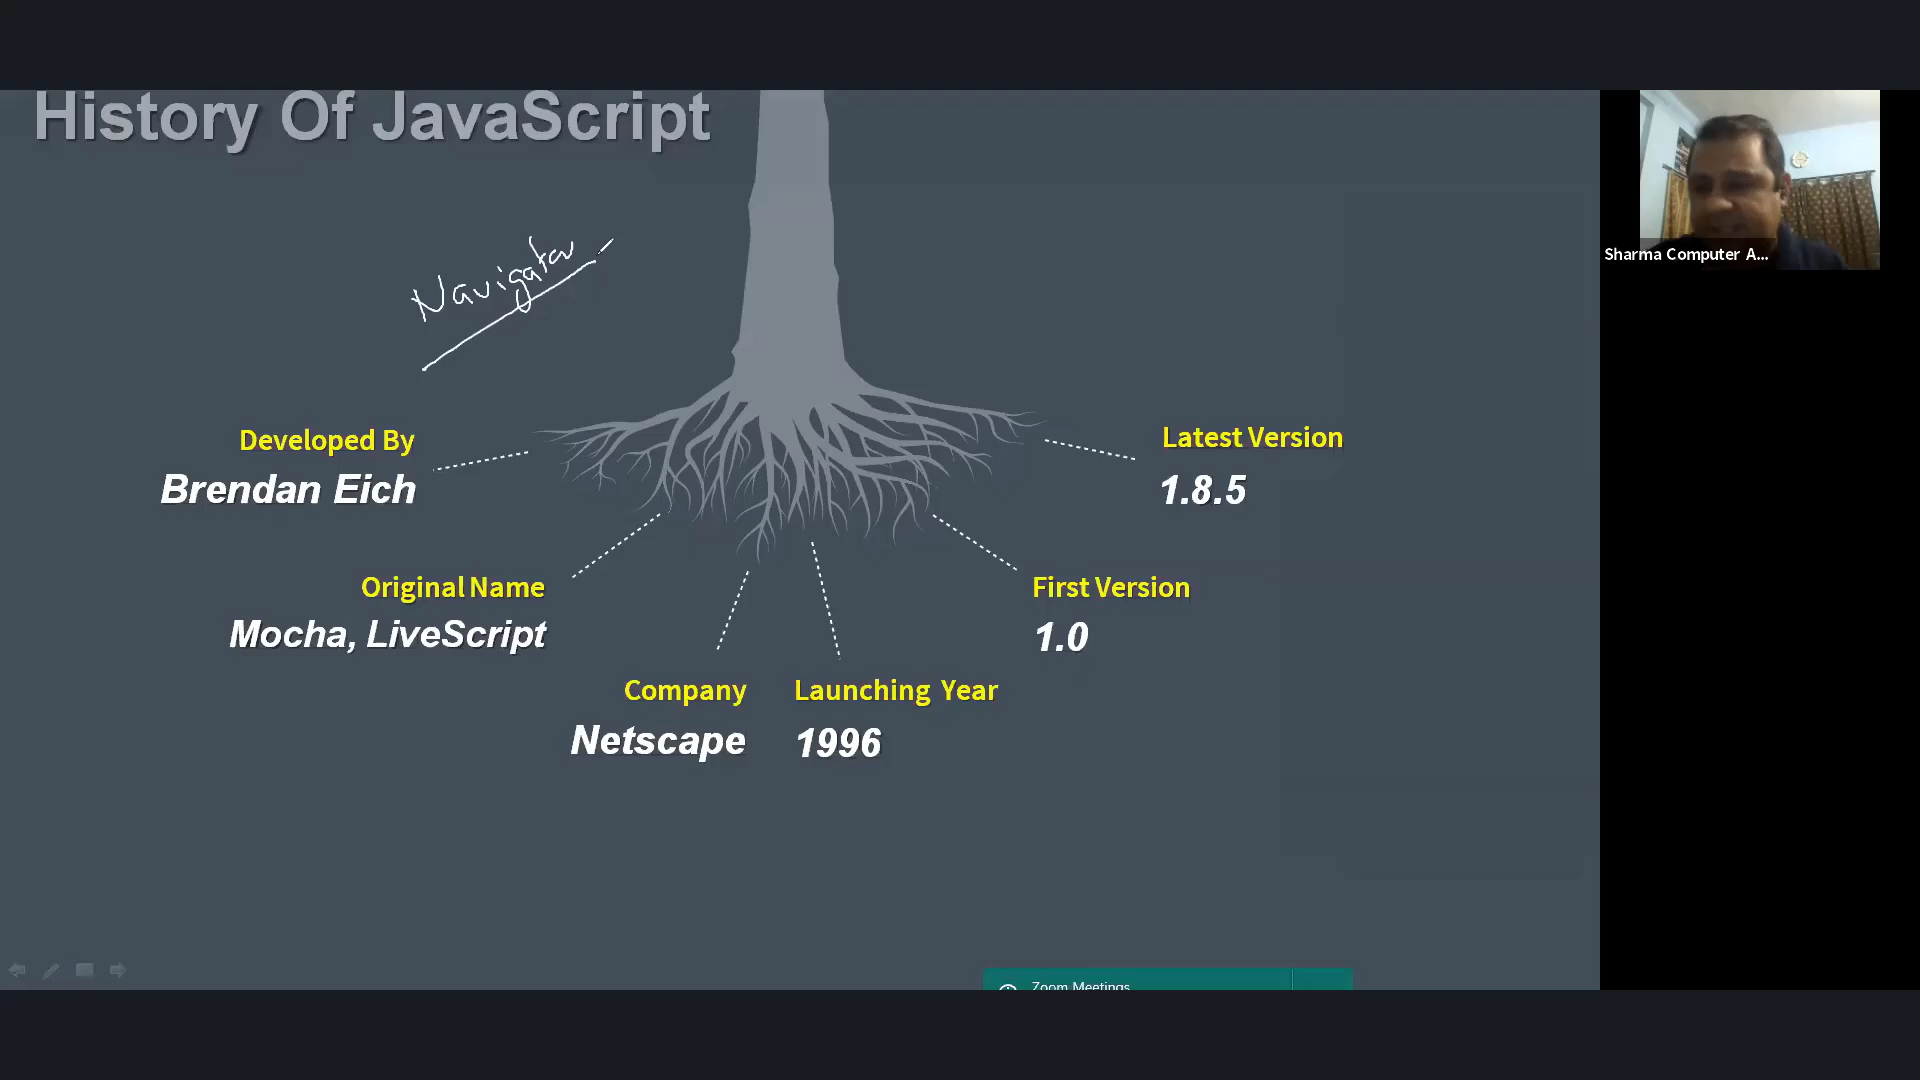 History Of JavaScript
Navigator
Sharma Computer A...
Developed By
Brendan Eich
Latest Version
1.8.5
Original Name
Mocha, LiveScript
First Version
1.0
Company
Netscape
Launching Year
1996
Zoom Meetings